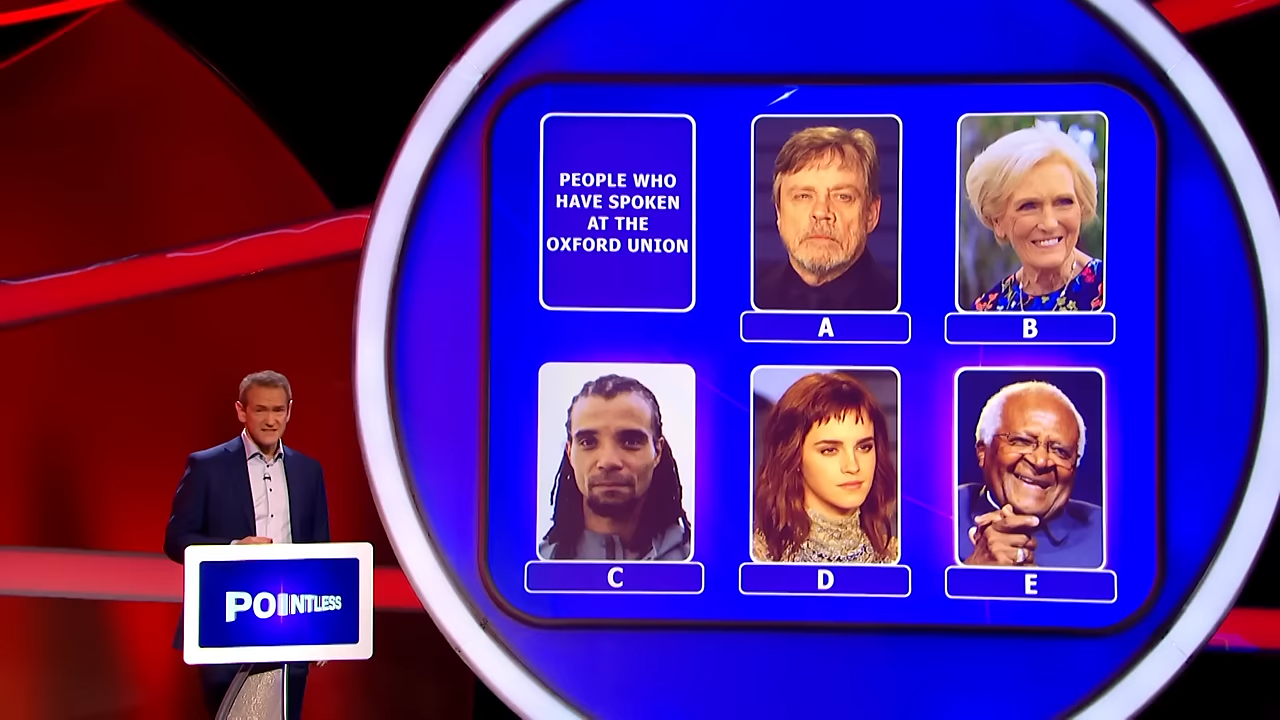 PEOPLE WHO
HAVE SPOKEN
AT THE
OXFORD UNION
A
B
C
D
E
POINTLESS